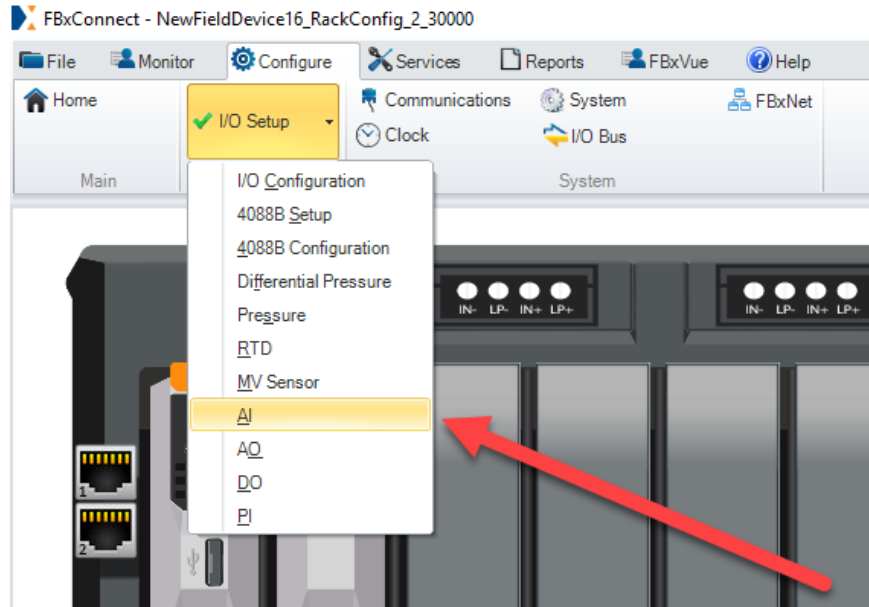 FBxConnect - NewFieldDevice16_RackConfig_2_30000
File Monitor Configure Services Reports FBxVue Help
Home I/O Setup Communications System FBxNet
Clock I/O Bus
Main System
I/O Configuration
4088B Setup
4088B Configuration
Differential Pressure
Pressure
RTD
MV Sensor
AI
AO
DO
PI
IN- LP- IN+ LP+ IN- LP- IN+ LP+
1
2